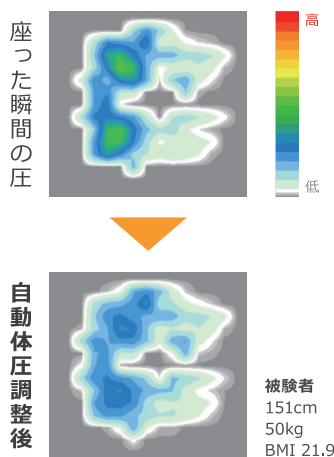 座った瞬間の圧
高
低
自動体圧調整後
被験者
151cm
50kg
BMI 21.9